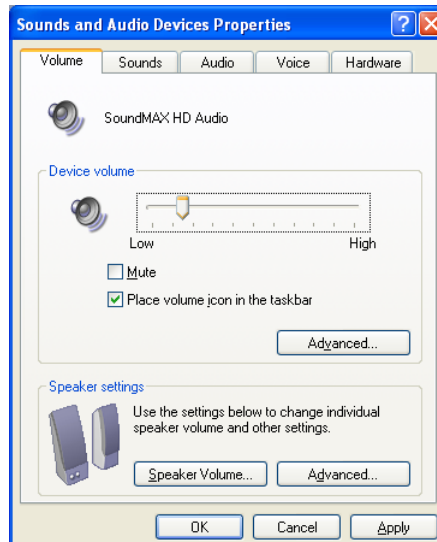 Sounds and Audio Devices Properties
Volume Sounds Audio Voice Hardware
SoundMAX HD Audio
Device volume
Low High
Mute
Place volume icon in the taskbar
Advanced...
Speaker settings
Use the settings below to change individual
speaker volume and other settings.
Speaker Volume... Advanced...
OK Cancel Apply